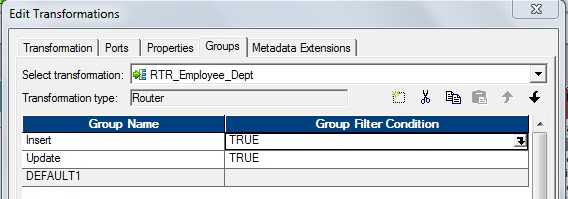 Edit Transformations
Transformation Ports Properties Groups Metadata Extensions
Select transformation: RTR_Employee_Dept
Transformation type: Router
Group Name Group Filter Condition
Insert TRUE
Update TRUE
DEFAULT1